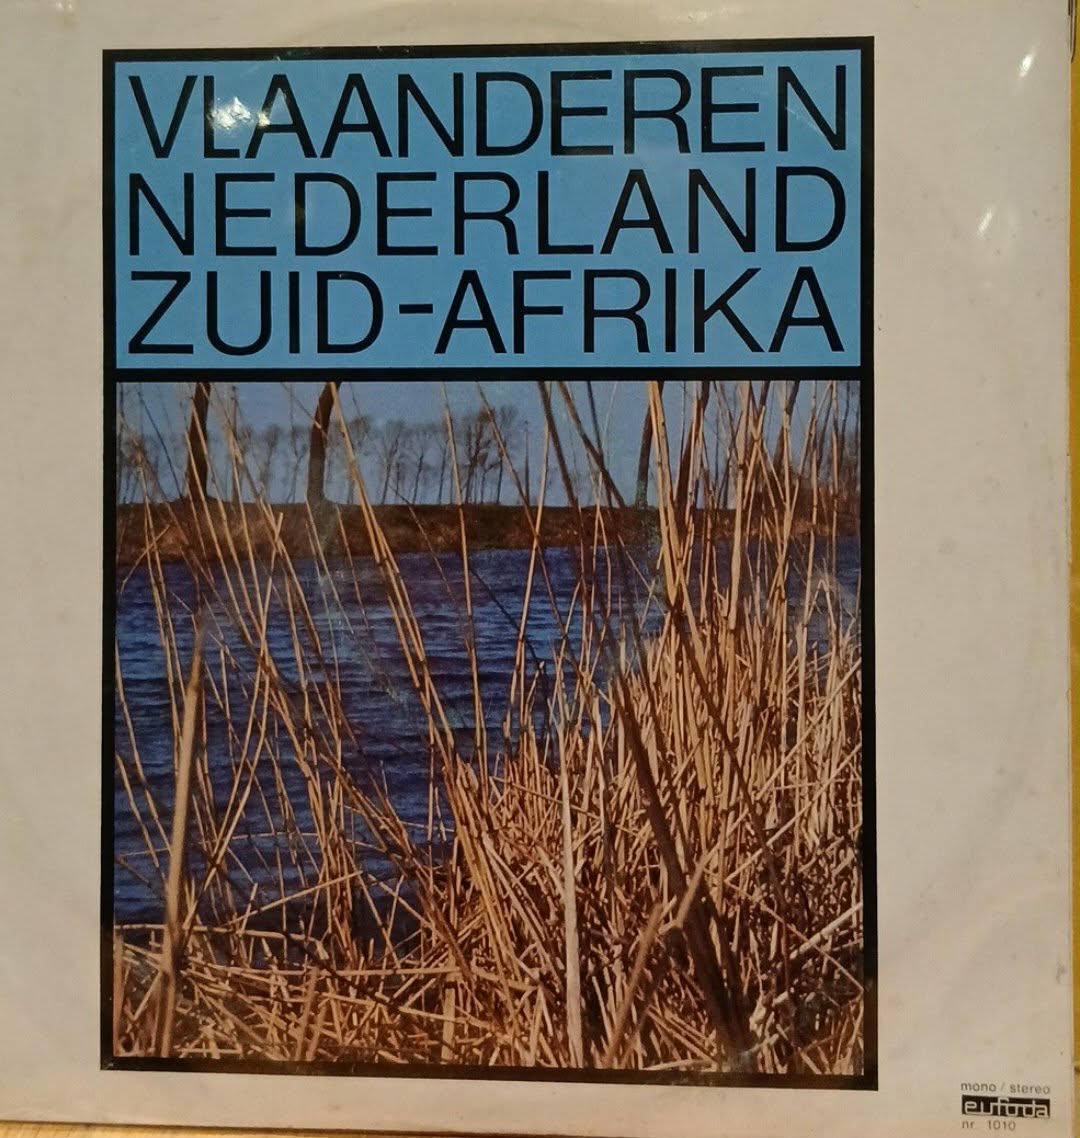 VLAANDEREN
NEDERLAND
ZUID-AFRIKA
mono / stereo
eufoda
nr. 1010